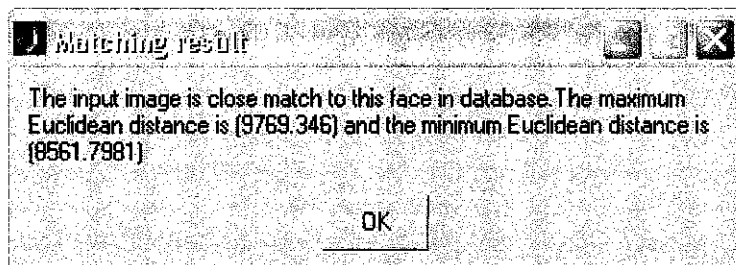 Matching result
The input image is close match to this face in database. The maximum
Euclidean distance is (9769.346) and the minimum Euclidean distance is
(8561.7981)
OK